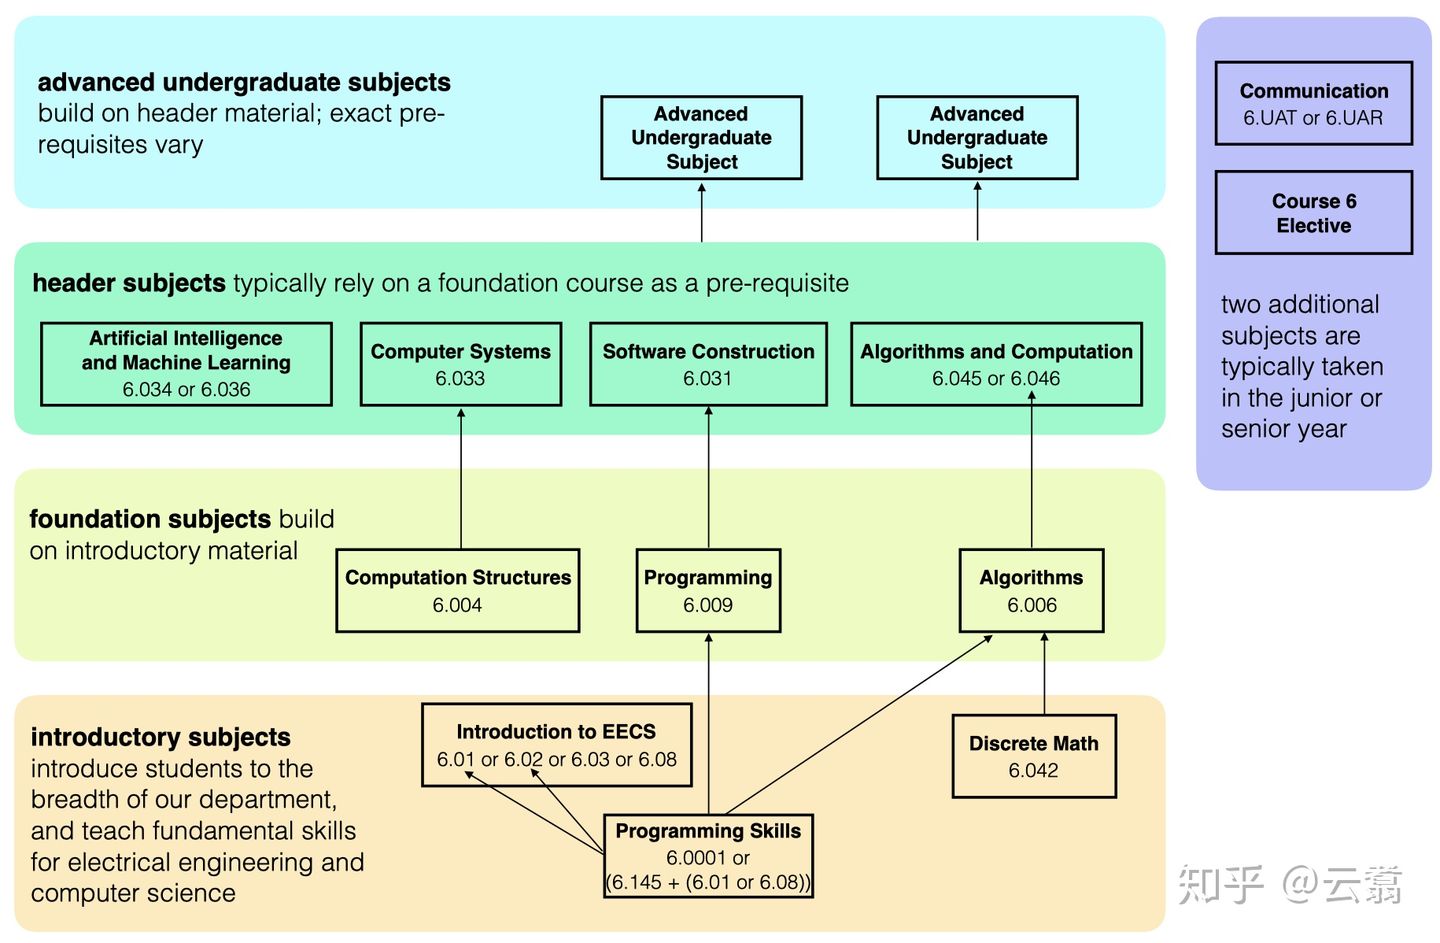 advanced undergraduate subjects
build on header material; exact pre-
requisites vary
Advanced
Undergraduate
Subject
Advanced
Undergraduate
Subject
Communication
6.UAT or 6.UAR
Course 6
Elective
two additional
subjects are
typically taken
in the junior or
senior year
header subjects typically rely on a foundation course as a pre-requisite
Artificial Intelligence
and Machine Learning
6.034 or 6.036
Computer Systems
6.033
Software Construction
6.031
Algorithms and Computation
6.045 or 6.046
foundation subjects build
on introductory material
Computation Structures
6.004
Programming
6.009
Algorithms
6.006
introductory subjects
introduce students to the
breadth of our department,
and teach fundamental skills
for electrical engineering and
computer science
Introduction to EECS
6.01 or 6.02 or 6.03 or 6.08
Discrete Math
6.042
Programming Skills
6.0001 or
(6.145 + (6.01 or 6.08))
知乎 @云翥